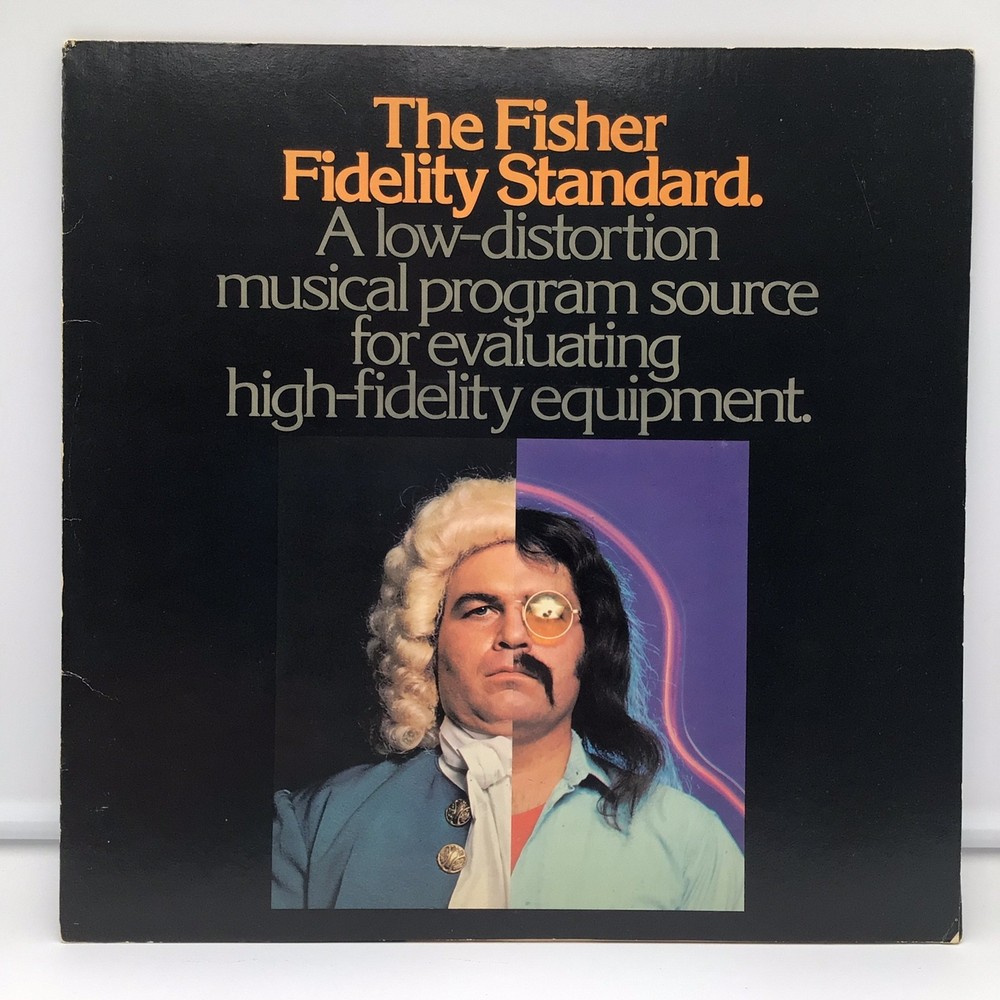 The Fisher
Fidelity Standard.
A low-distortion
musical program source
for evaluating
high-fidelity equipment.